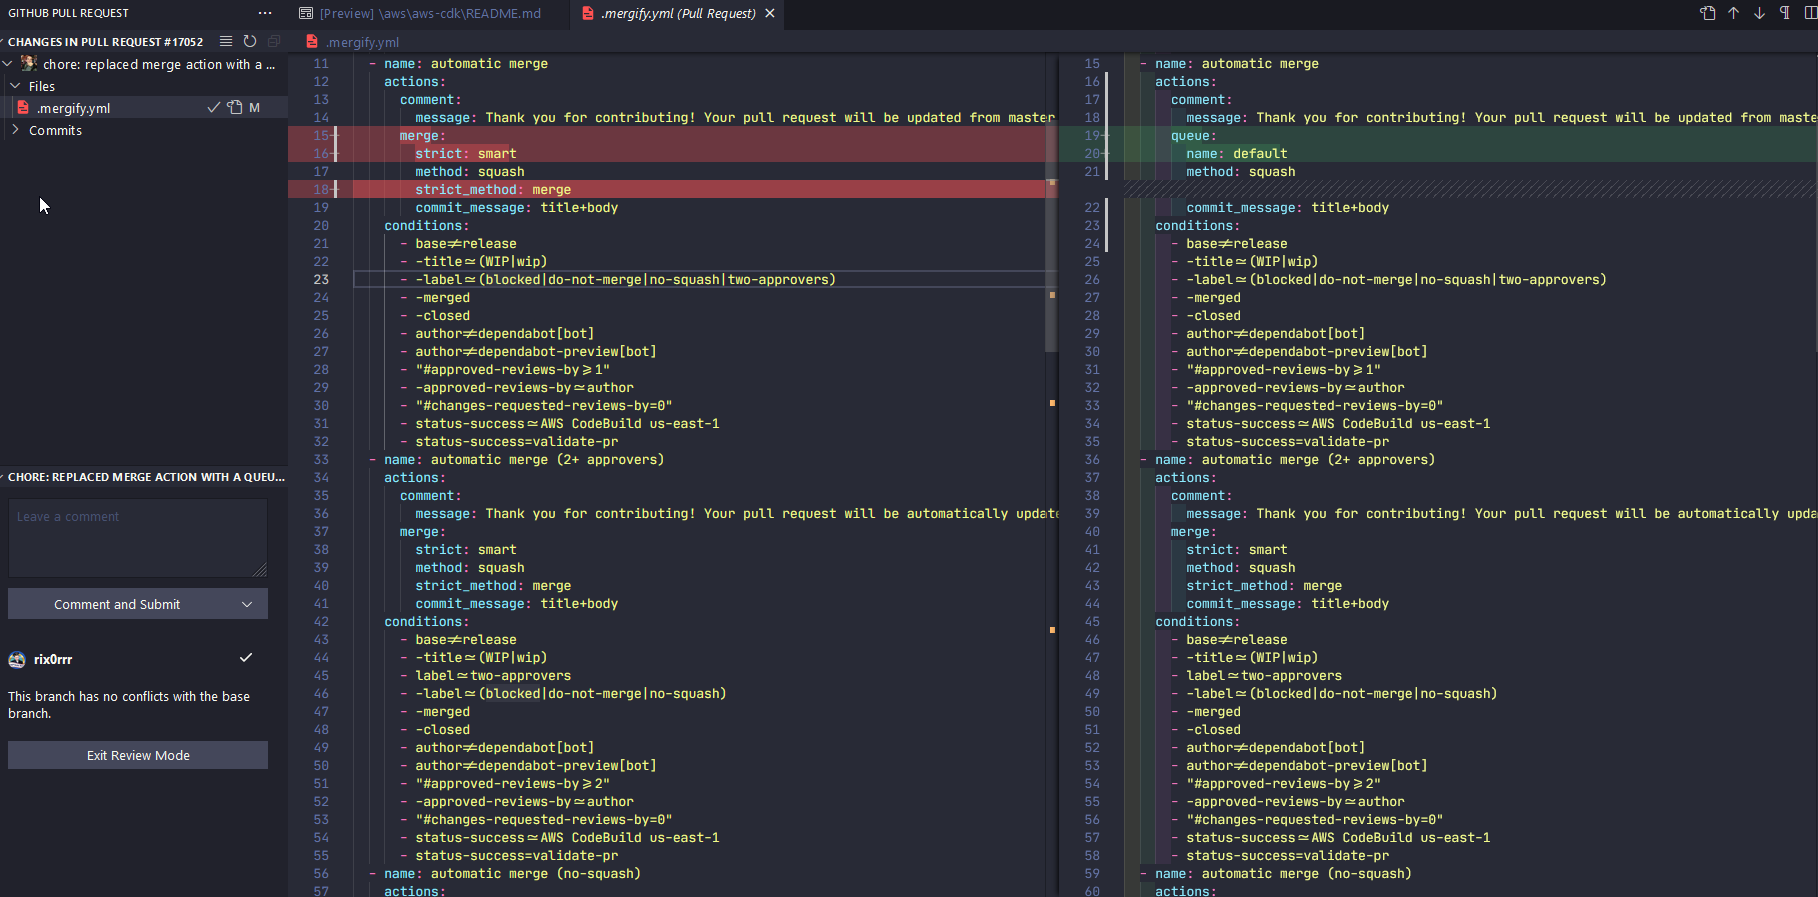 GITHUB PULL REQUEST
[Preview] \aws\aws-cdk\README.md
.mergify.yml (Pull Request)
CHANGES IN PULL REQUEST #17052
.mergify.yml
chore: replaced merge action with a ...
Files
.mergify.yml M
Commits
CHORE: REPLACED MERGE ACTION WITH A QUEU...
Leave a comment
Comment and Submit
rix0rrr
This branch has no conflicts with the base
branch.
Exit Review Mode
11 - name: automatic merge
12 actions:
13 comment:
14 message: Thank you for contributing! Your pull request will be updated from master
15 merge:
16 strict: smart
17 method: squash
18 strict_method: merge
19 commit_message: title+body
20 conditions:
21 - base≠release
22 - -title≃(WIP|wip)
23 - -label≃(blocked|do-not-merge|no-squash|two-approvers)
24 - -merged
25 - -closed
26 - author≠dependabot[bot]
27 - author≠dependabot-preview[bot]
28 - "#approved-reviews-by⩾1"
29 - -approved-reviews-by≃author
30 - "#changes-requested-reviews-by=0"
31 - status-success≃AWS CodeBuild us-east-1
32 - status-success=validate-pr
33 - name: automatic merge (2+ approvers)
34 actions:
35 comment:
36 message: Thank you for contributing! Your pull request will be automatically update
37 merge:
38 strict: smart
39 method: squash
40 strict_method: merge
41 commit_message: title+body
42 conditions:
43 - base≠release
44 - -title≃(WIP|wip)
45 - label≃two-approvers
46 - -label≃(blocked|do-not-merge|no-squash)
47 - -merged
48 - -closed
49 - author≠dependabot[bot]
50 - author≠dependabot-preview[bot]
51 - "#approved-reviews-by⩾2"
52 - -approved-reviews-by≃author
53 - "#changes-requested-reviews-by=0"
54 - status-success≃AWS CodeBuild us-east-1
55 - status-success=validate-pr
56 - name: automatic merge (no-squash)
57 actions:
15 - name: automatic merge
16 actions:
17 comment:
18 message: Thank you for contributing! Your pull request will be updated from maste
19 queue:
20 name: default
21 method: squash
22 commit_message: title+body
23 conditions:
24 - base≠release
25 - -title≃(WIP|wip)
26 - -label≃(blocked|do-not-merge|no-squash|two-approvers)
27 - -merged
28 - -closed
29 - author≠dependabot[bot]
30 - author≠dependabot-preview[bot]
31 - "#approved-reviews-by⩾1"
32 - -approved-reviews-by≃author
33 - "#changes-requested-reviews-by=0"
34 - status-success≃AWS CodeBuild us-east-1
35 - status-success=validate-pr
36 - name: automatic merge (2+ approvers)
37 actions:
38 comment:
39 message: Thank you for contributing! Your pull request will be automatically upda
40 merge:
41 strict: smart
42 method: squash
43 strict_method: merge
44 commit_message: title+body
45 conditions:
46 - base≠release
47 - -title≃(WIP|wip)
48 - label≃two-approvers
49 - -label≃(blocked|do-not-merge|no-squash)
50 - -merged
51 - -closed
52 - author≠dependabot[bot]
53 - author≠dependabot-preview[bot]
54 - "#approved-reviews-by⩾2"
55 - -approved-reviews-by≃author
56 - "#changes-requested-reviews-by=0"
57 - status-success≃AWS CodeBuild us-east-1
58 - status-success=validate-pr
59 - name: automatic merge (no-squash)
60 actions: